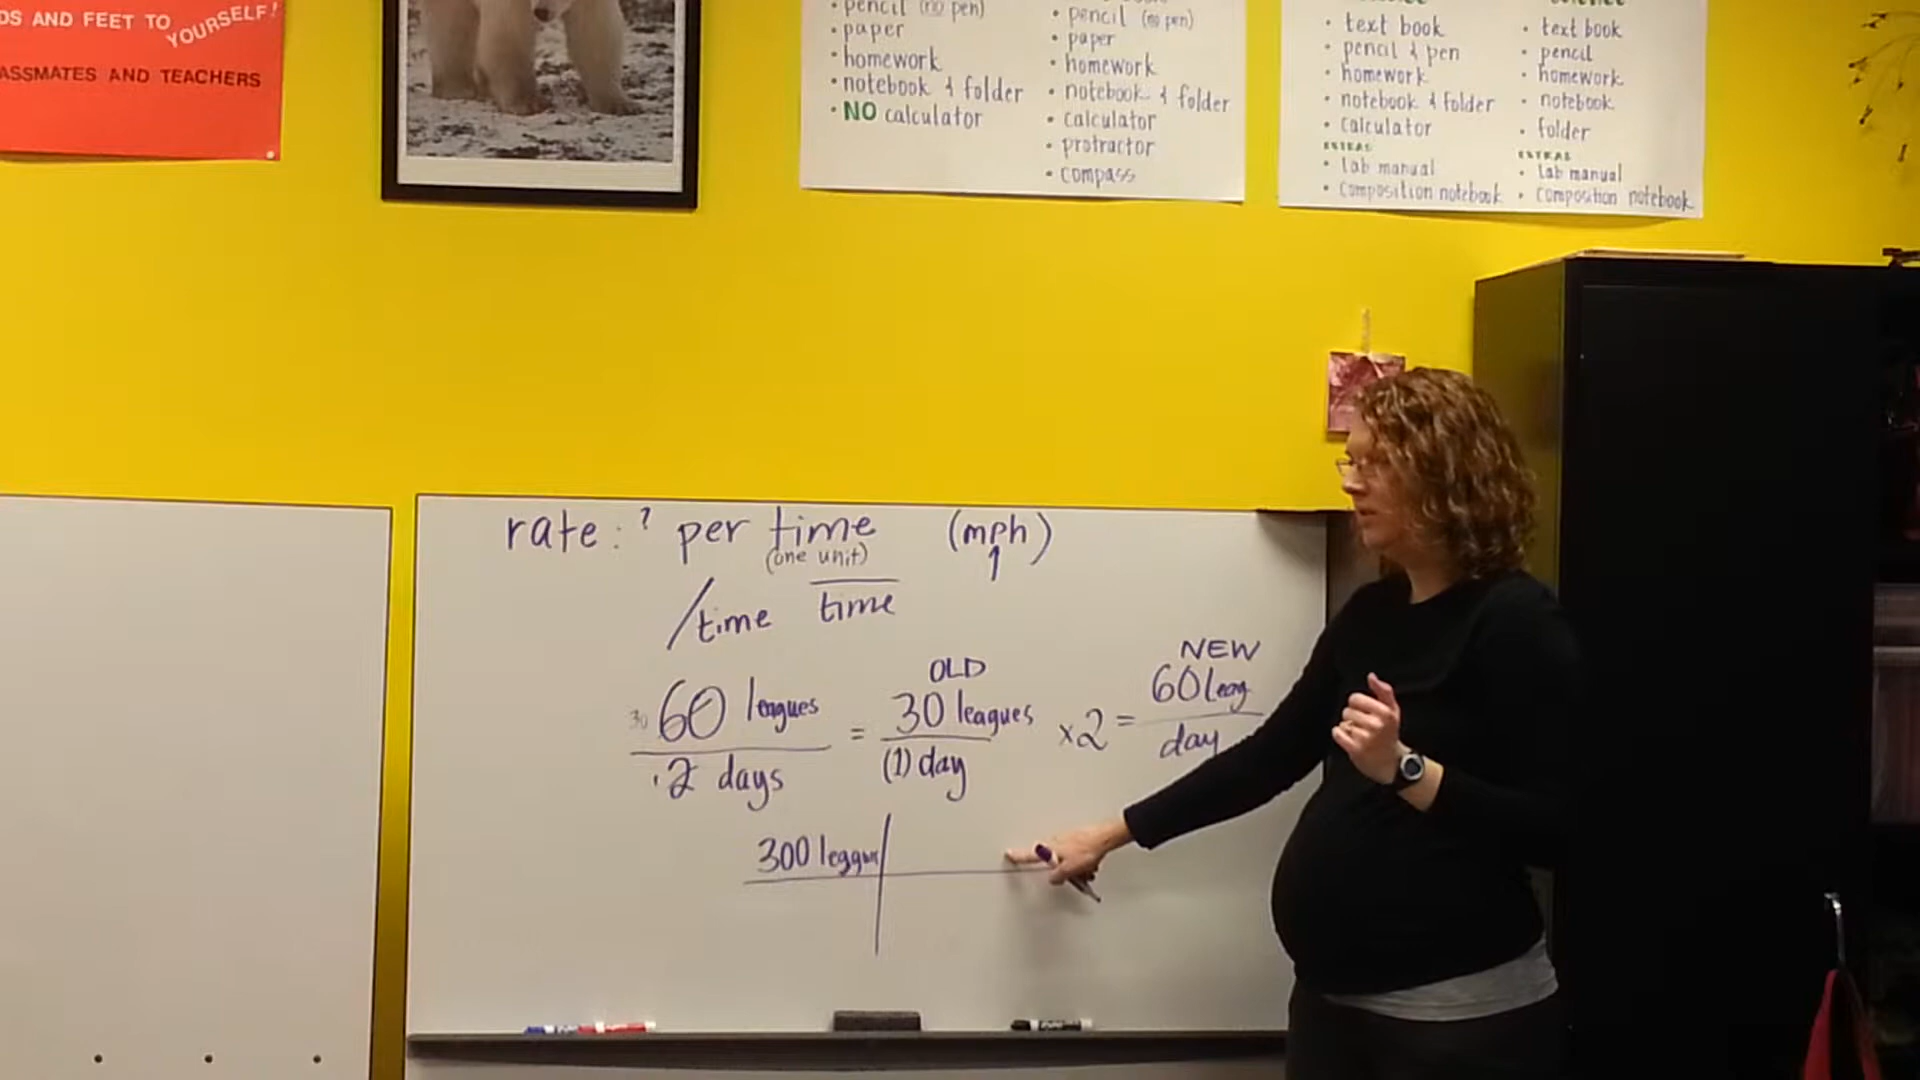 DS AND FEET TO YOURSELF!
ASSMATES AND TEACHERS
• pencil (no pen)
• paper
• homework
• notebook & folder
• NO calculator
• pencil (no pen)
• paper
• homework
• notebook & folder
• calculator
• protractor
• compass
• text book
• pencil & pen
• homework
• notebook & folder
• calculator
EXTRAS
• lab manual
• composition notebook
• text book
• pencil
• homework
• notebook
• folder
EXTRAS
• lab manual
• composition notebook
rate: ? per time (mph)
(one unit)
/time time
OLD
NEW
30 60 leagues = 30 leagues x2 = 60 leag
2 days (1) day day
300 leagues